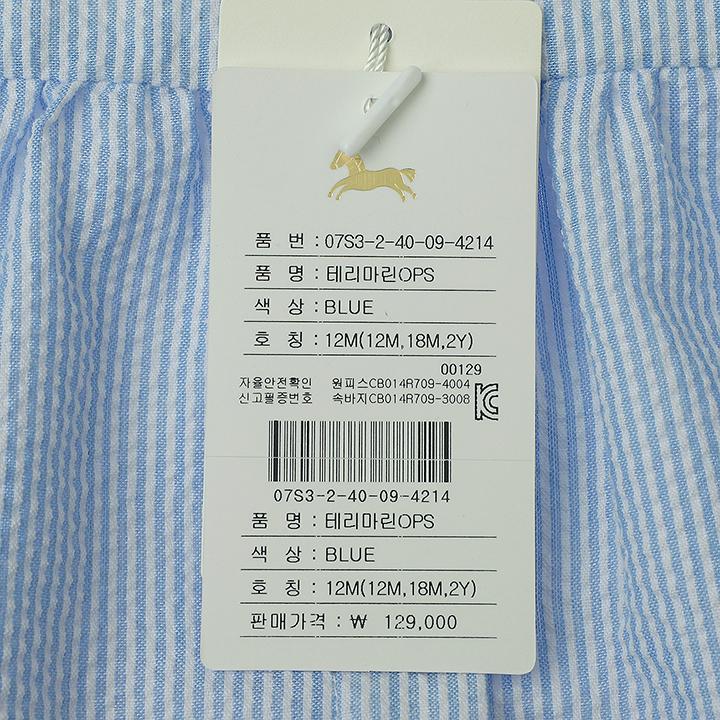 품 번 : 07S3-2-40-09-4214
품 명 : 테리마린OPS
색 상 : BLUE
호 칭 : 12M(12M,18M,2Y)
00129
자율안전확인 원피스CB014R709-4004
신고필증번호 속바지CB014R709-3008
07S3-2-40-09-4214
품 명 : 테리마린OPS
색 상 : BLUE
호 칭 : 12M(12M,18M,2Y)
판매가격 : ₩ 129,000